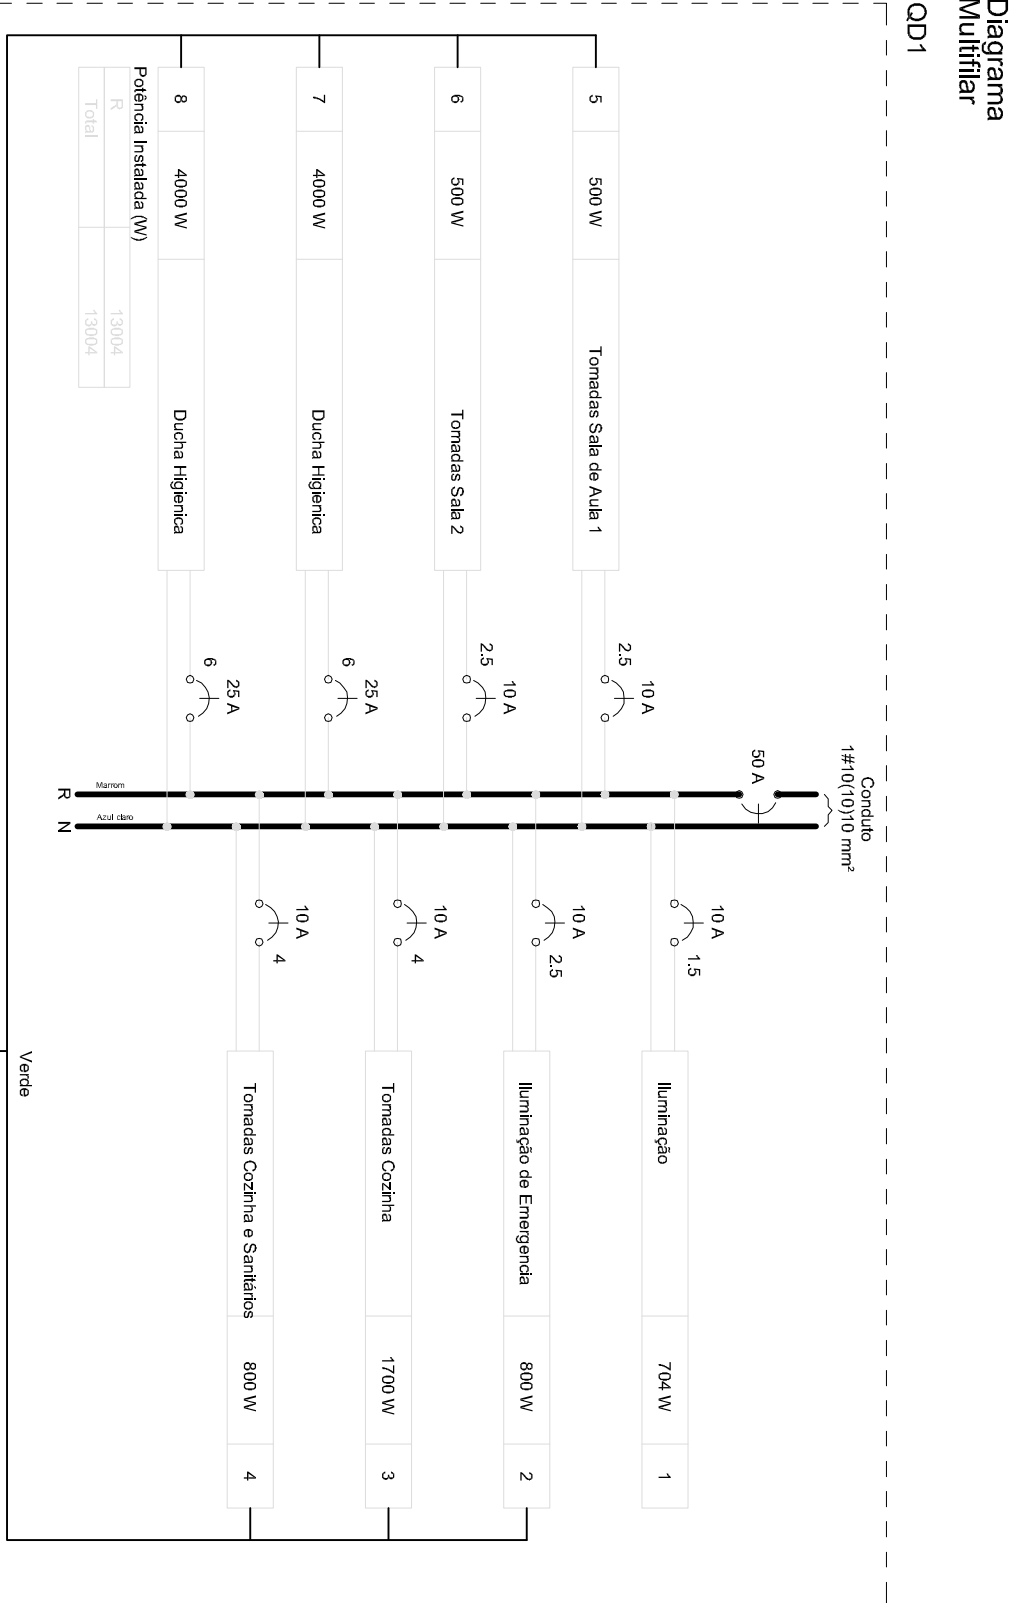 Diagrama
Multifilar
QD1
Conduto
1#10(10)10 mm²
50 A
5
500 W
Tomadas Sala de Aula 1
2.5
10 A
10 A
1.5
Iluminação
704 W
1
6
500 W
Tomadas Sala 2
2.5
10 A
10 A
2.5
Iluminação de Emergencia
800 W
2
7
4000 W
Ducha Higienica
6
25 A
10 A
4
Tomadas Cozinha
1700 W
3
8
4000 W
Ducha Higienica
6
25 A
10 A
4
Tomadas Cozinha e Sanitários
800 W
4
Marrom
R
Azul claro
N
Potência Instalada (W)
R 13004
Total 13004
Verde